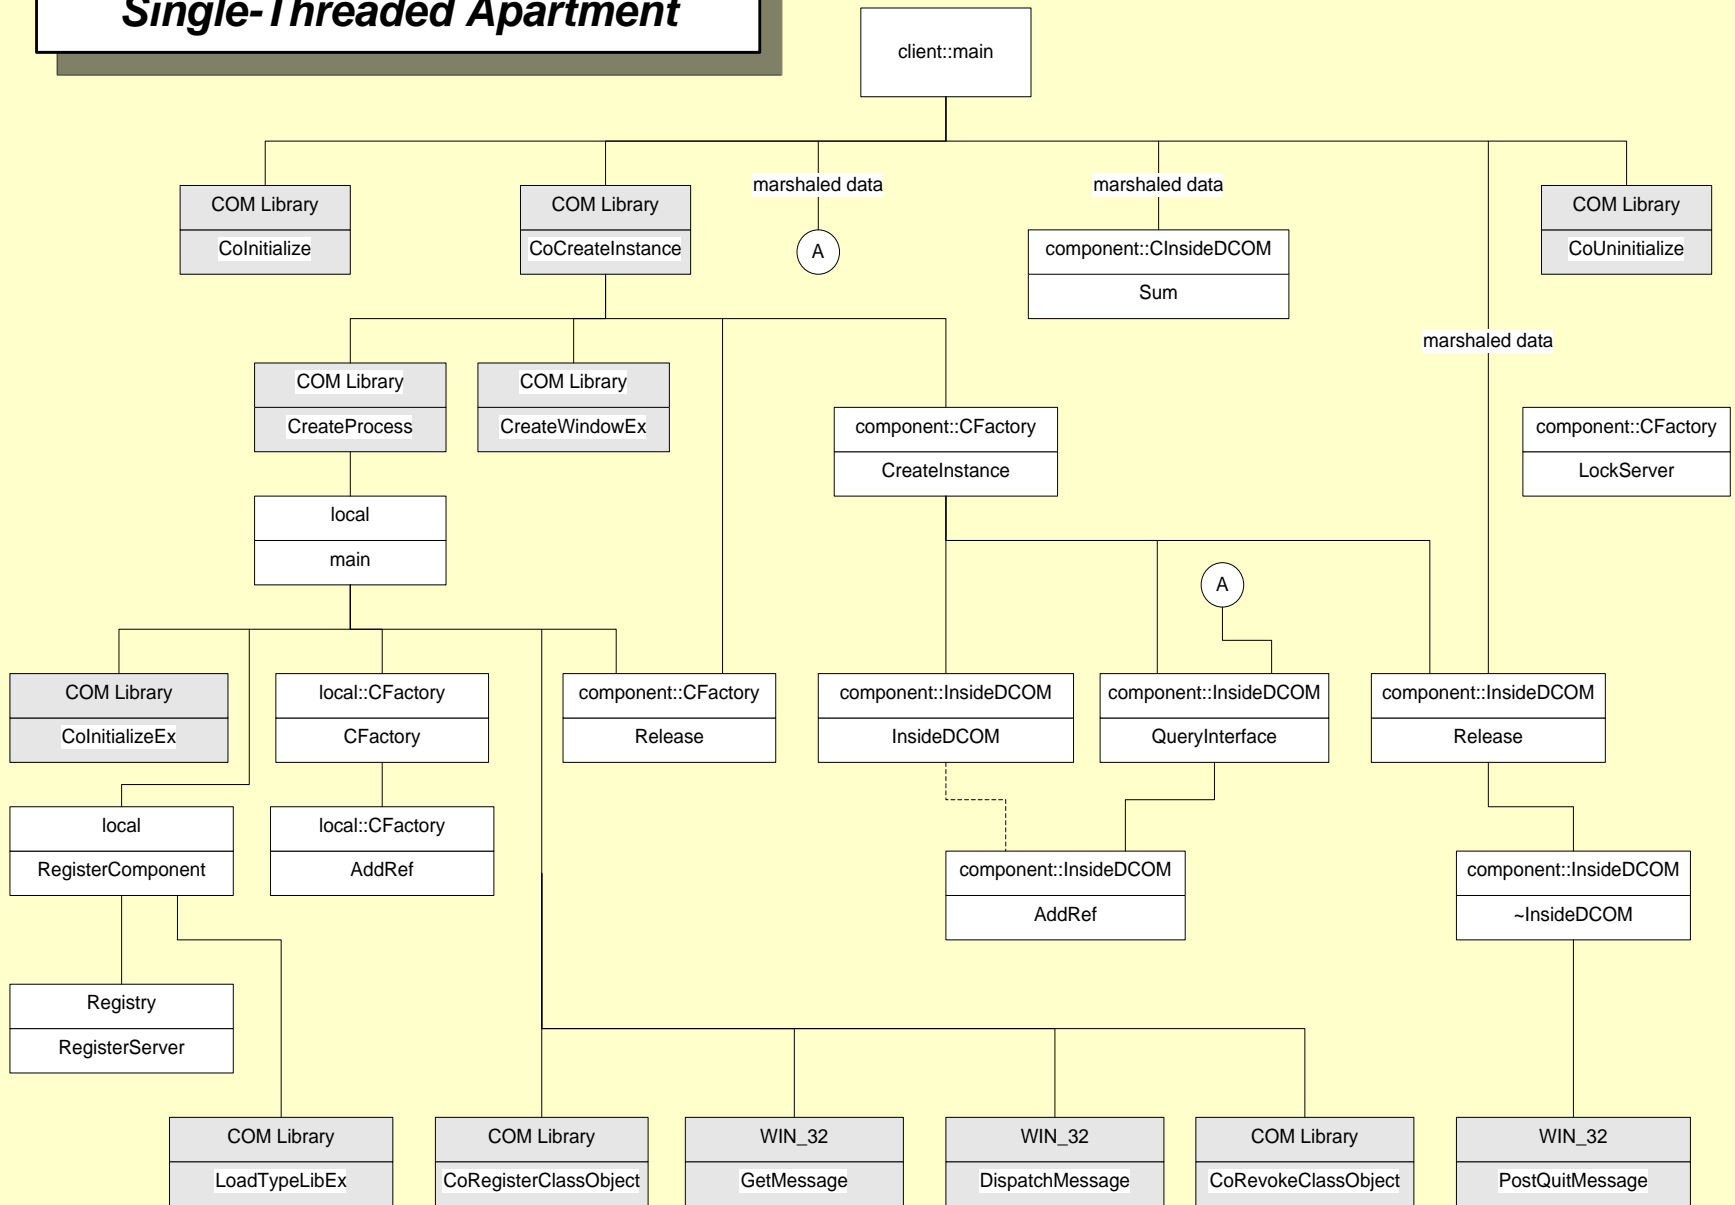 Single-Threaded Apartment
client::main
marshaled data
marshaled data
COM Library
CoInitialize
COM Library
CoCreateInstance
A
component::CInsideDCOM
Sum
COM Library
CoUninitialize
marshaled data
COM Library
CreateProcess
COM Library
CreateWindowEx
component::CFactory
CreateInstance
component::CFactory
LockServer
local
main
A
COM Library
CoInitializeEx
local::CFactory
CFactory
component::CFactory
Release
component::InsideDCOM
InsideDCOM
component::InsideDCOM
QueryInterface
component::InsideDCOM
Release
local
RegisterComponent
local::CFactory
AddRef
component::InsideDCOM
AddRef
component::InsideDCOM
~InsideDCOM
Registry
RegisterServer
COM Library
LoadTypeLibEx
COM Library
CoRegisterClassObject
WIN_32
GetMessage
WIN_32
DispatchMessage
COM Library
CoRevokeClassObject
WIN_32
PostQuitMessage